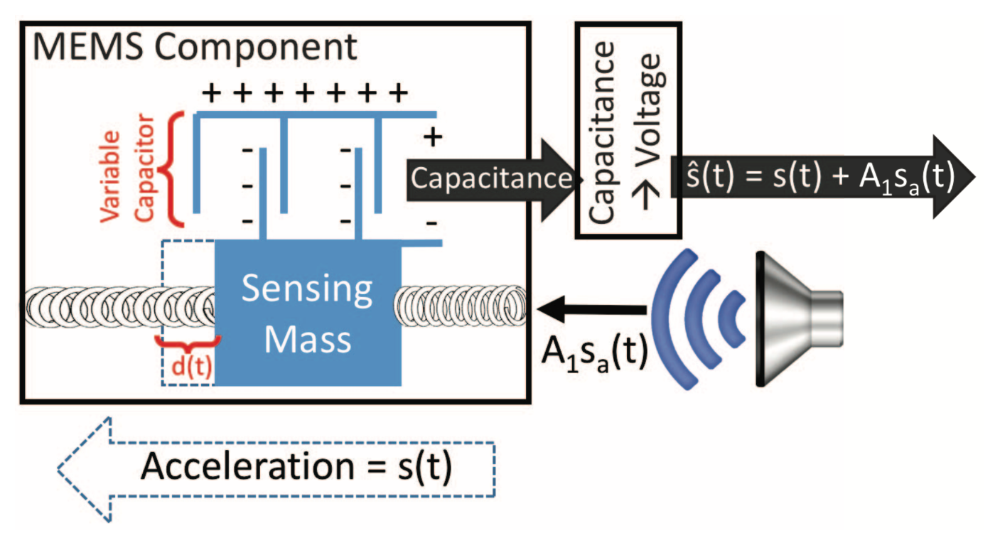 MEMS Component
+ + + + + + +
Variable
Capacitor
+
- -
- -
- - -
Capacitance
Capacitance
→ Voltage
ŝ(t) = s(t) + A₁sₐ(t)
Sensing
Mass
d(t)
A₁sₐ(t)
Acceleration = s(t)